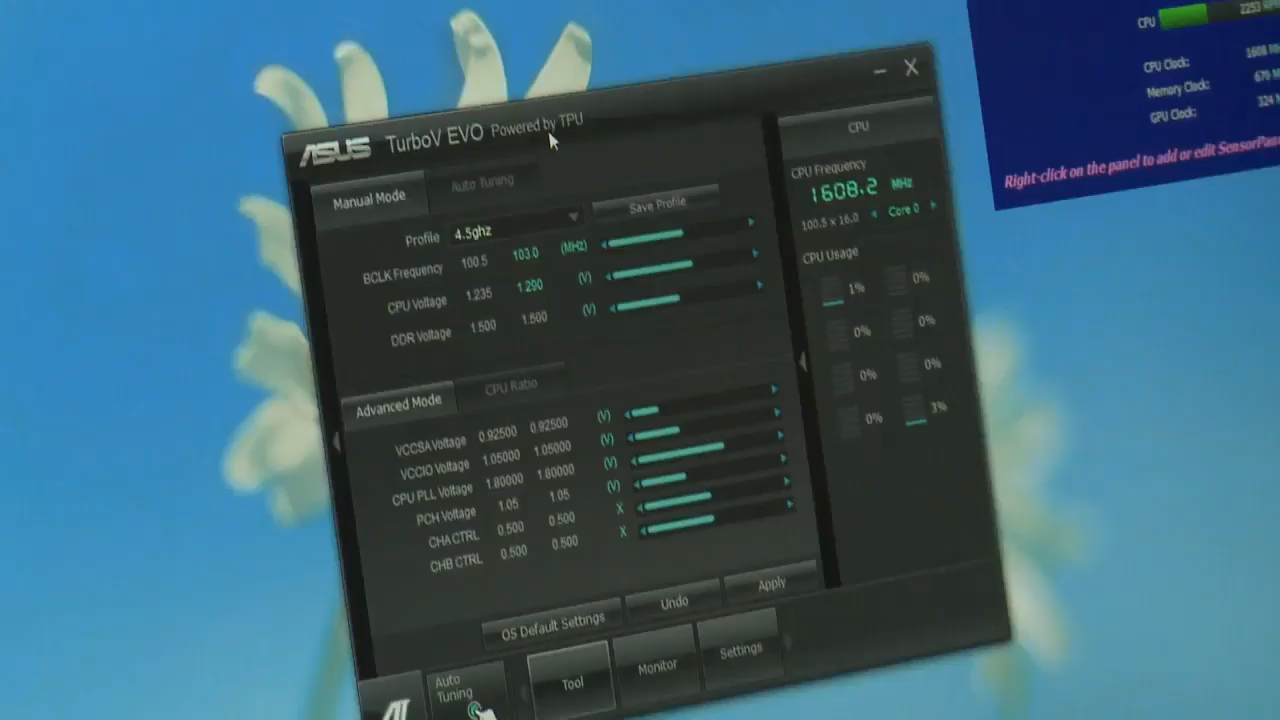 ASUS TurboV EVO Powered by TPU
Manual Mode
Auto Tuning
Profile 4.5ghz
Save Profile
BCLK Frequency 100.5 103.0 (MHz)
CPU Voltage 1.235 1.290 (V)
DDR Voltage 1.500 1.500 (V)
Advanced Mode
CPU Ratio
VCCSA Voltage 0.92500 0.92500 (V)
VCCIO Voltage 1.05000 1.05000 (V)
CPU PLL Voltage 1.80000 1.80000 (V)
PCH Voltage 1.05 1.05 (V)
CHA CTRL 0.500 0.500 X
CHB CTRL 0.500 0.500 X
OS Default Settings
Undo
Apply
Auto
Tuning
Tool
Monitor
Settings
CPU
CPU Frequency
1608.2 MHz
100.5 x 16.0 Core 0
CPU Usage
1% 0%
0% 0%
0% 0%
0% 3%
CPU 2253
CPU Clock: 1608
Memory Clock: 670
GPU Clock: 324
Right-click on the panel to add or edit